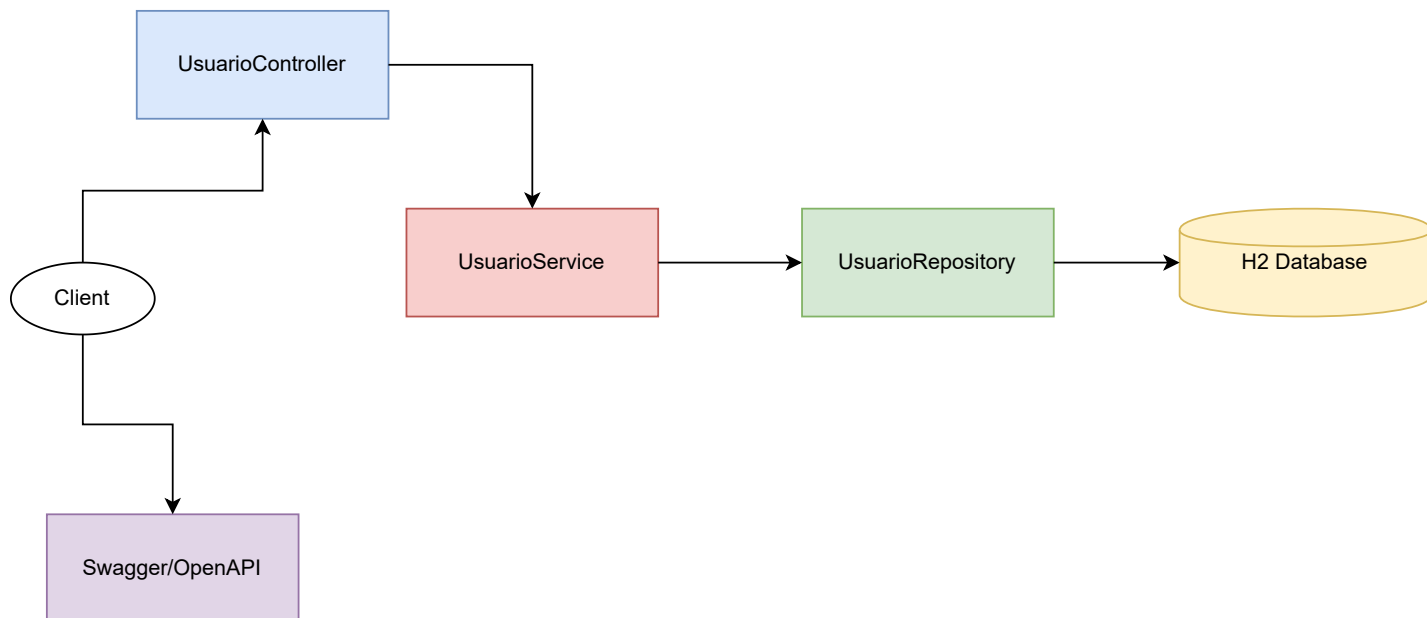 UsuarioController
UsuarioService
UsuarioRepository
H2 Database
Client
Swagger/OpenAPI